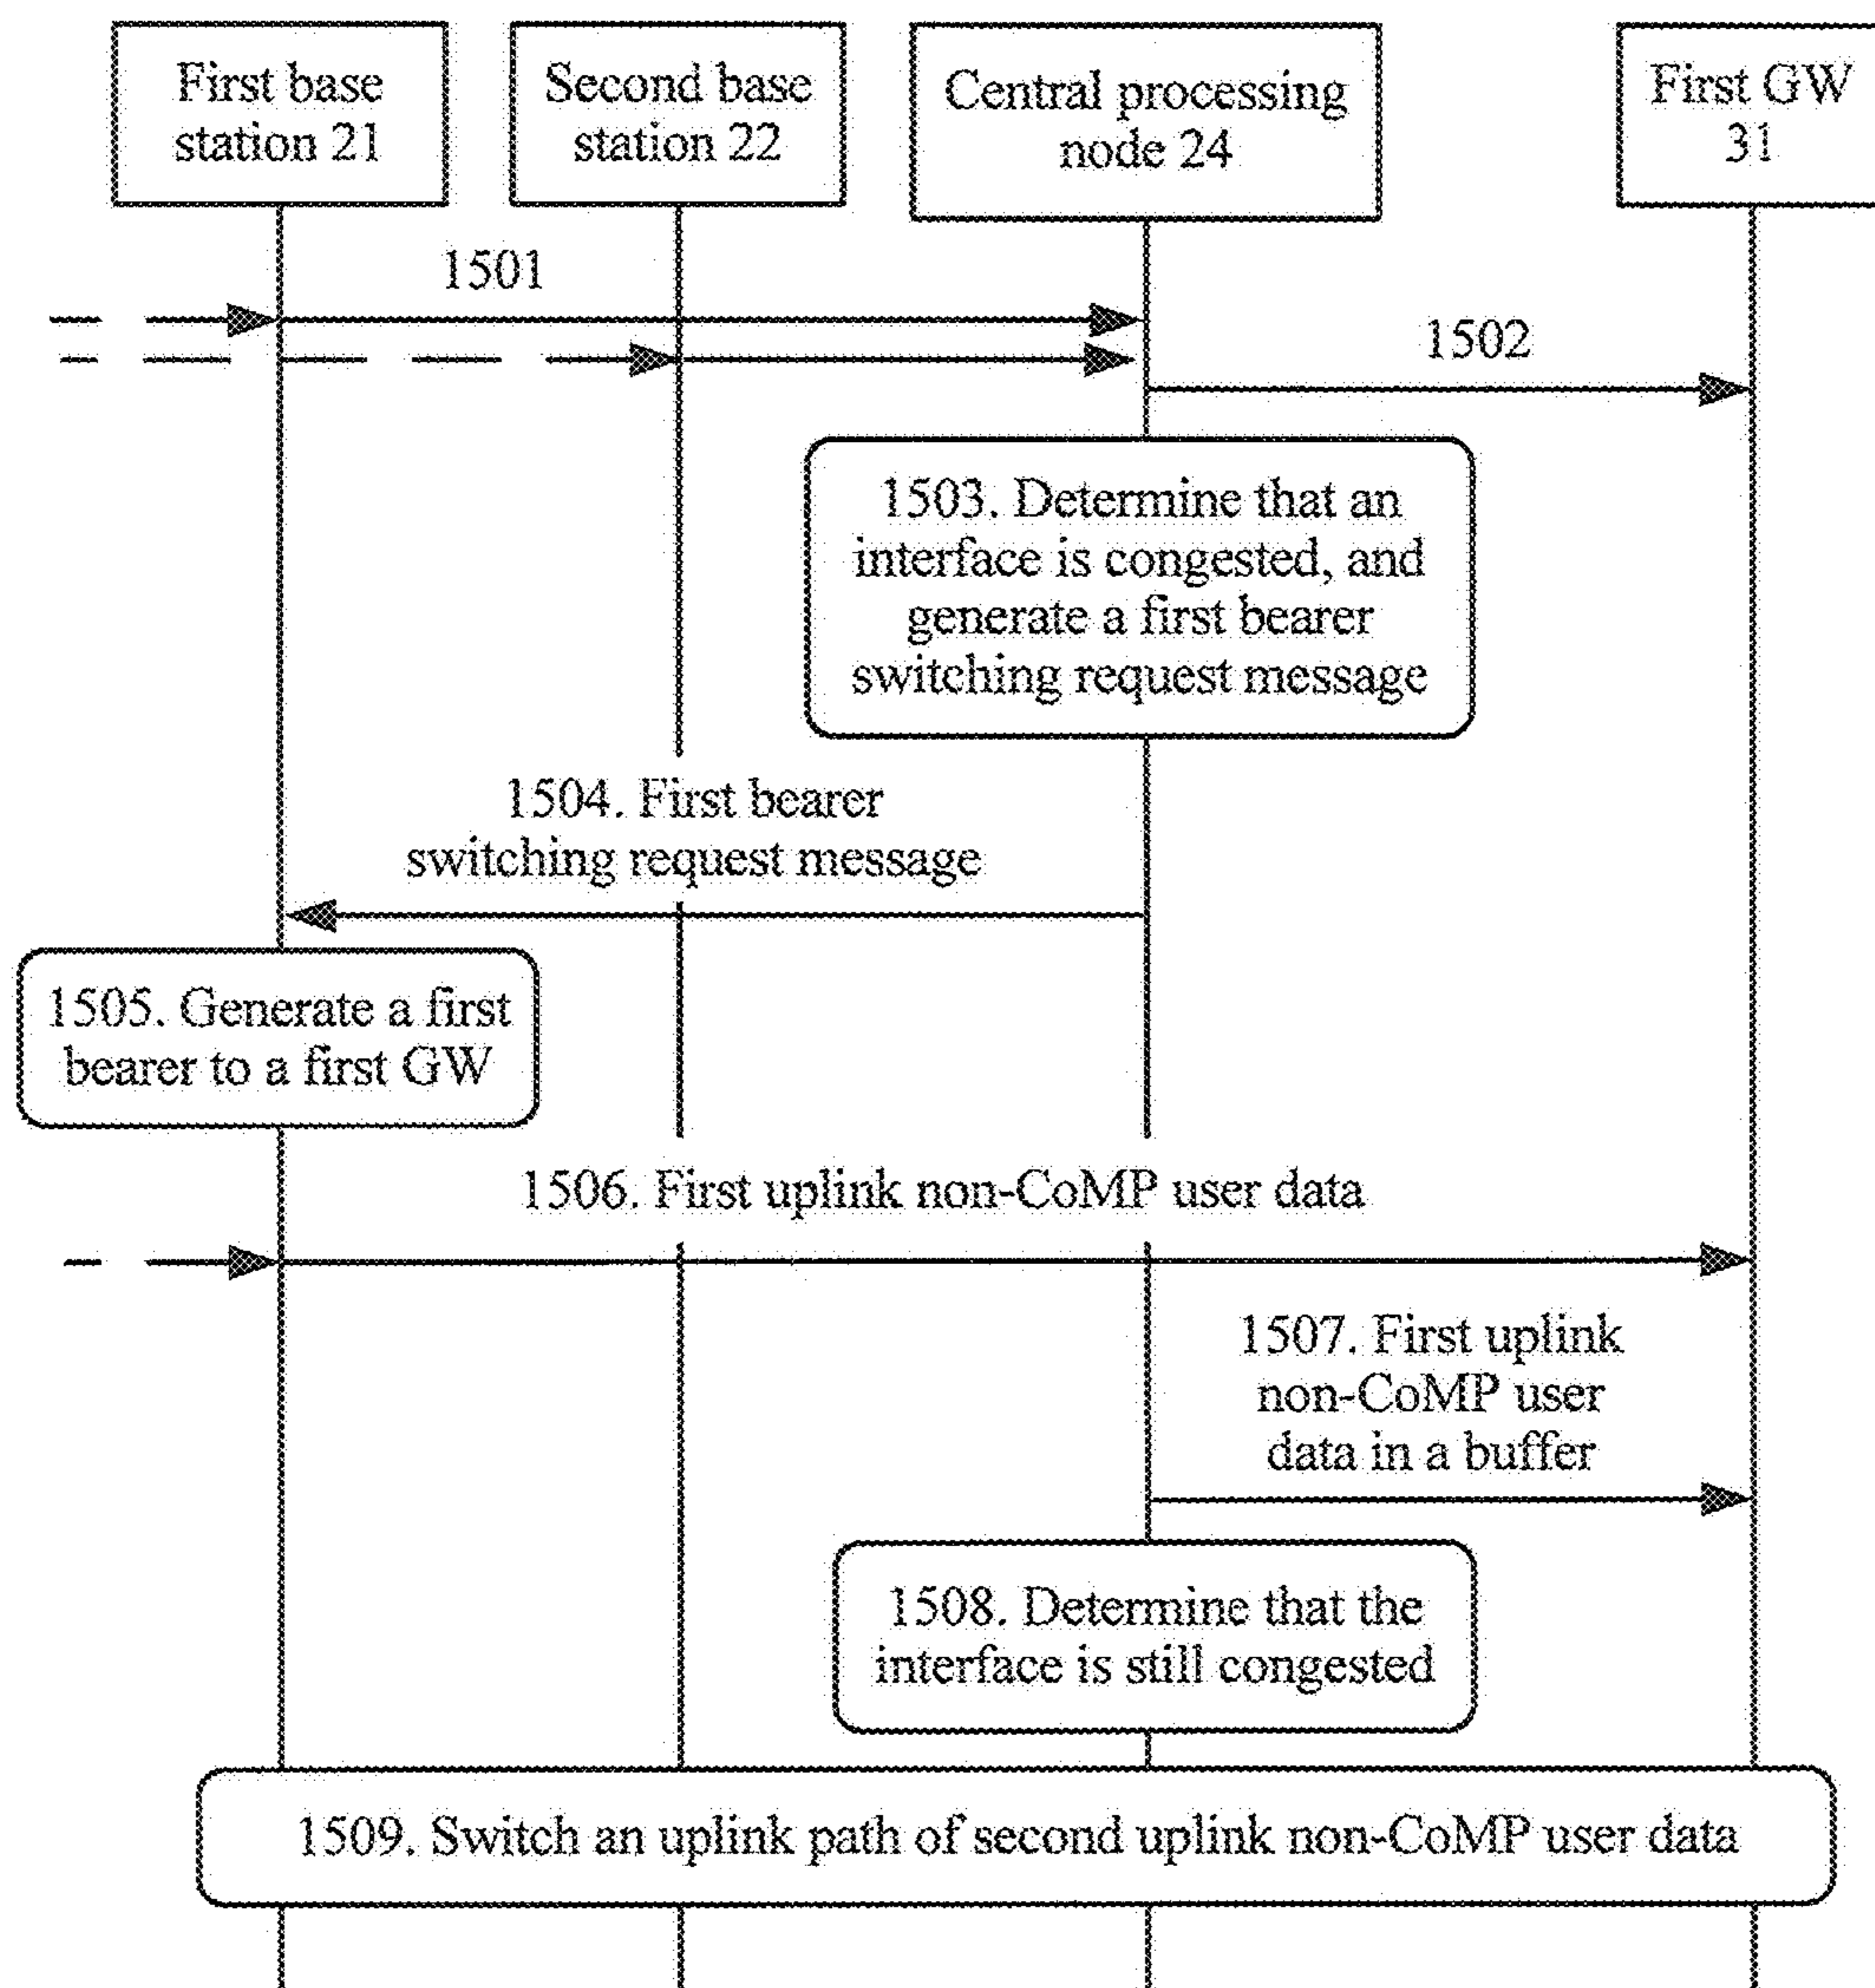 First base
station 21
Second base
station 22
Central processing
node 24
First GW
31
1501
1502
1503. Determine that an
interface is congested, and
generate a first bearer
switching request message
1504. First bearer
switching request message
1505. Generate a first
bearer to a first GW
1506. First uplink non-CoMP user data
1507. First uplink
non-CoMP user
data in a buffer
1508. Determine that the
interface is still congested
1509. Switch an uplink path of second uplink non-CoMP user data